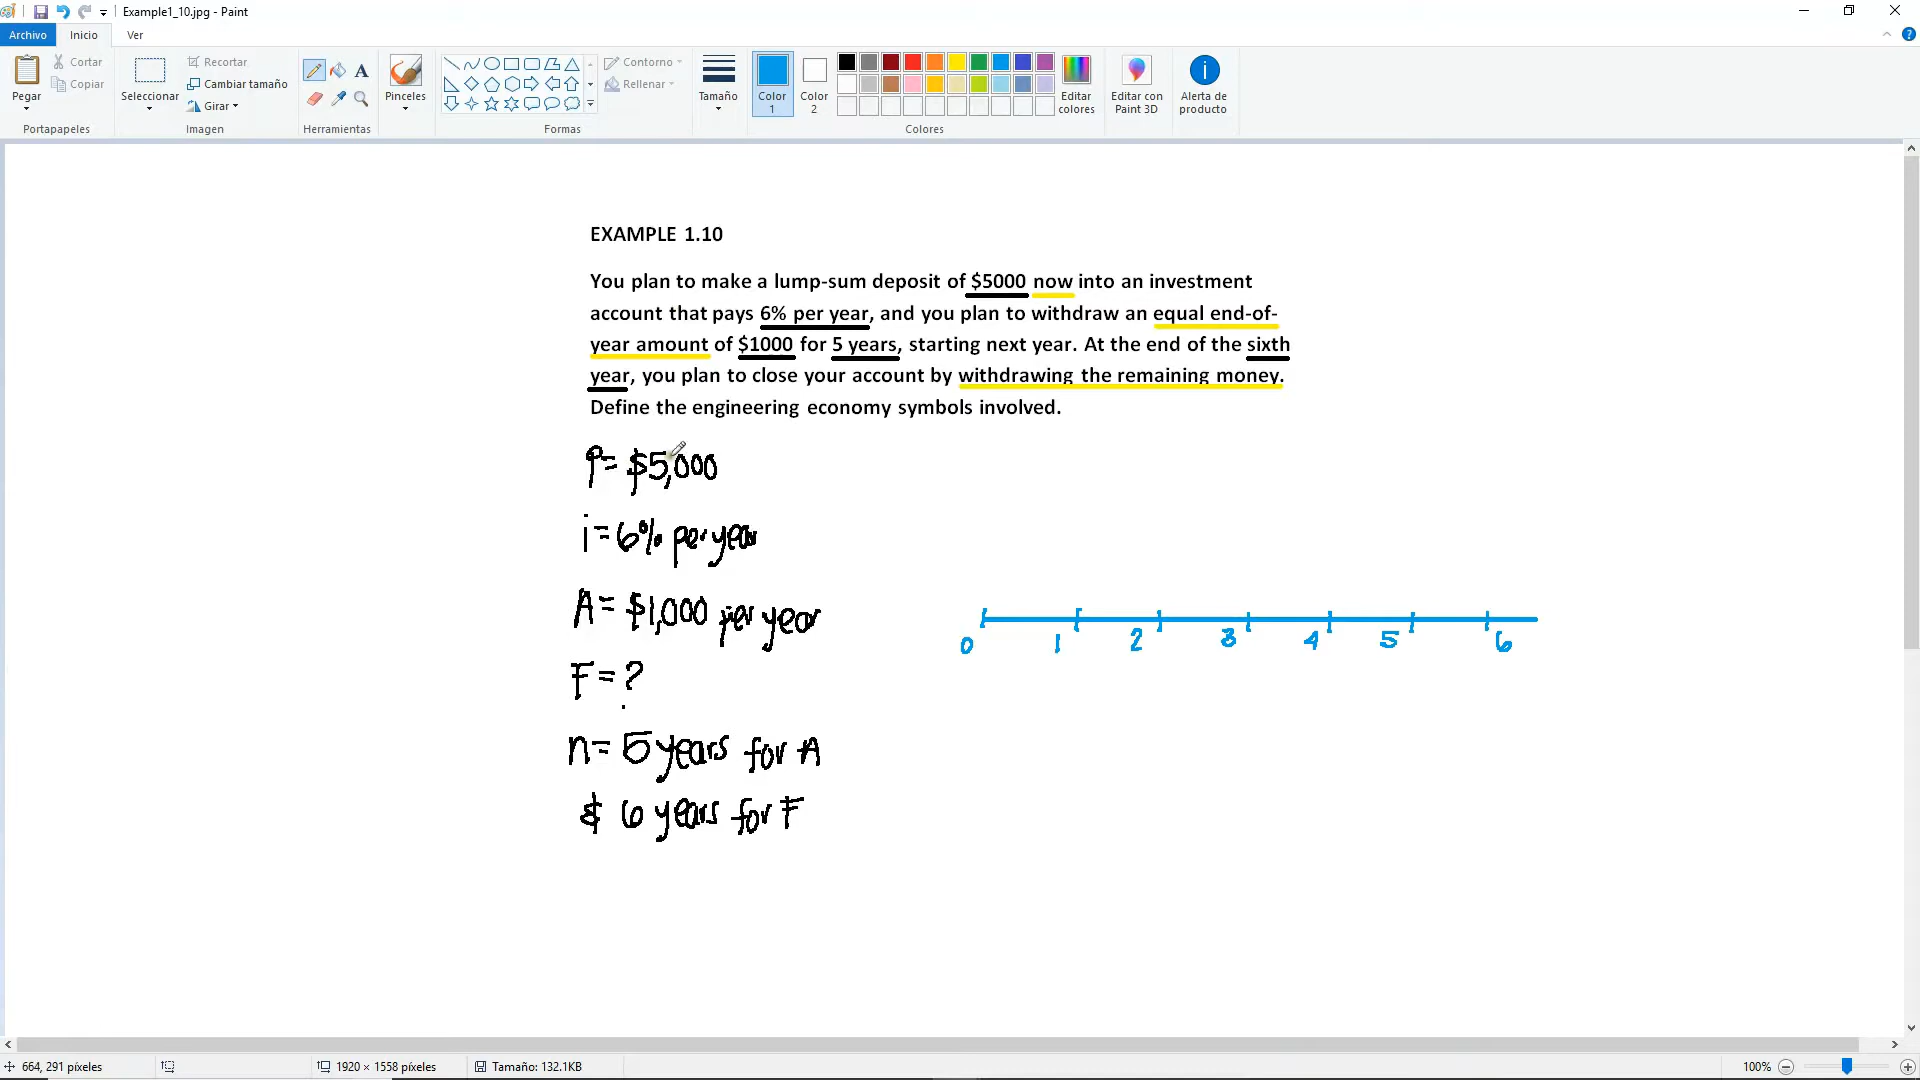 Example1_10.jpg - Paint
Archivo Inicio Ver
Pegar
Cortar
Copiar
Portapapeles
Seleccionar
Recortar
Cambiar tamaño
Girar
Imagen
A
Herramientas
Pinceles
Contorno
Rellenar
Formas
Tamaño
Color 1
Color 2
Editar colores
Colores
Editar con Paint 3D
Alerta de producto
EXAMPLE 1.10
You plan to make a lump-sum deposit of $5000 now into an investment
account that pays 6% per year, and you plan to withdraw an equal end-of-
year amount of $1000 for 5 years, starting next year. At the end of the sixth
year, you plan to close your account by withdrawing the remaining money.
Define the engineering economy symbols involved.
P= $5,000
i=6% per year
A= $1,000 per year
F = ?
n= 5 years for A
& 6 years for F
0 1 2 3 4 5 6
664, 291 píxeles 1920 × 1558 píxeles Tamaño: 132.1KB 100%